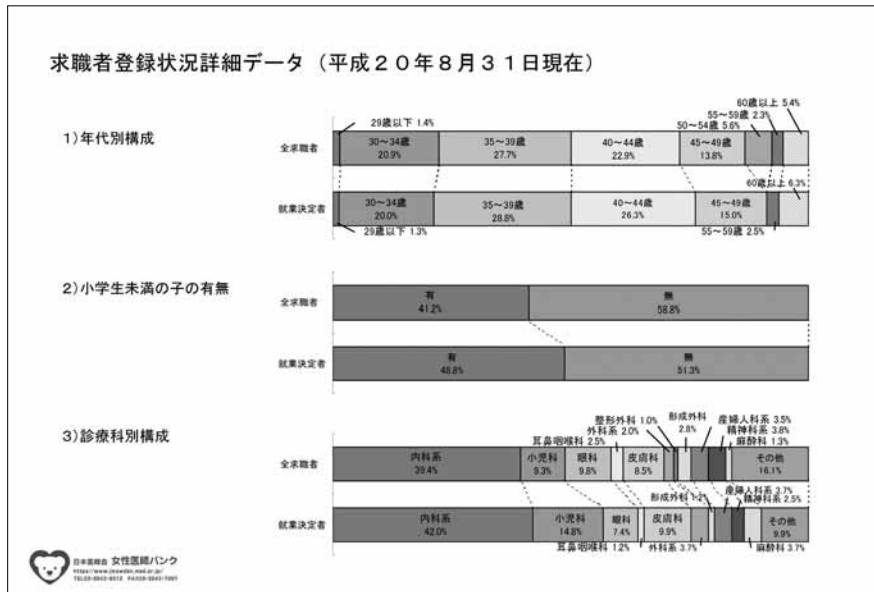 求職者登録状況詳細データ（平成２０年８月３１日現在）
１）年代別構成
全求職者
29歳以下 1.4%
30～34歳
20.9%
35～39歳
27.7%
40～44歳
22.9%
45～49歳
13.8%
50～54歳 5.6%
55～59歳 2.3%
60歳以上 5.4%
就業決定者
29歳以下 1.3%
30～34歳
20.0%
35～39歳
28.8%
40～44歳
26.3%
45～49歳
15.0%
55～59歳 2.5%
60歳以上 6.3%
２）小学生未満の子の有無
全求職者
有
41.2%
無
58.8%
就業決定者
有
48.8%
無
51.3%
３）診療科別構成
全求職者
内科系
39.4%
小児科
9.3%
眼科
9.8%
耳鼻咽喉科 2.5%
皮膚科
8.5%
外科系 2.0%
整形外科 1.0%
形成外科
2.8%
産婦人科系 3.5%
精神科系 3.8%
麻酔科 1.3%
その他
16.1%
就業決定者
内科系
42.0%
小児科
14.8%
眼科
7.4%
耳鼻咽喉科 1.2%
皮膚科
9.9%
外科系 3.7%
形成外科 1.2%
産婦人科系 3.7%
精神科系 2.5%
麻酔科 3.7%
その他
9.9%
日本医師会 女性医師バンク